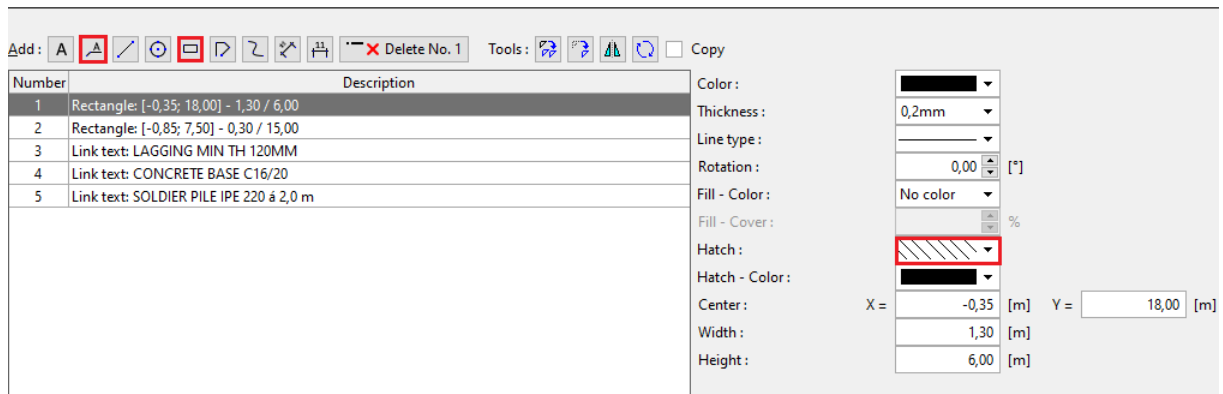 Add : A A 11 Delete No. 1 Tools : Copy
Number Description
1 Rectangle: [-0,35; 18,00] - 1,30 / 6,00
2 Rectangle: [-0,85; 7,50] - 0,30 / 15,00
3 Link text: LAGGING MIN TH 120MM
4 Link text: CONCRETE BASE C16/20
5 Link text: SOLDIER PILE IPE 220 á 2,0 m
Color :
Thickness : 0,2mm
Line type :
Rotation : 0,00 [°]
Fill - Color : No color
Fill - Cover : %
Hatch :
Hatch - Color :
Center : X = -0,35 [m] Y = 18,00 [m]
Width : 1,30 [m]
Height : 6,00 [m]